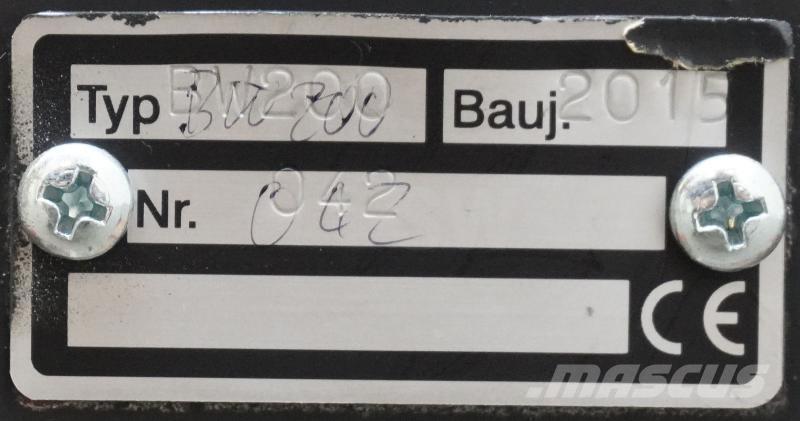 Typ BW200 Bauj. 2015
Nr. 042
CE
MASCUS